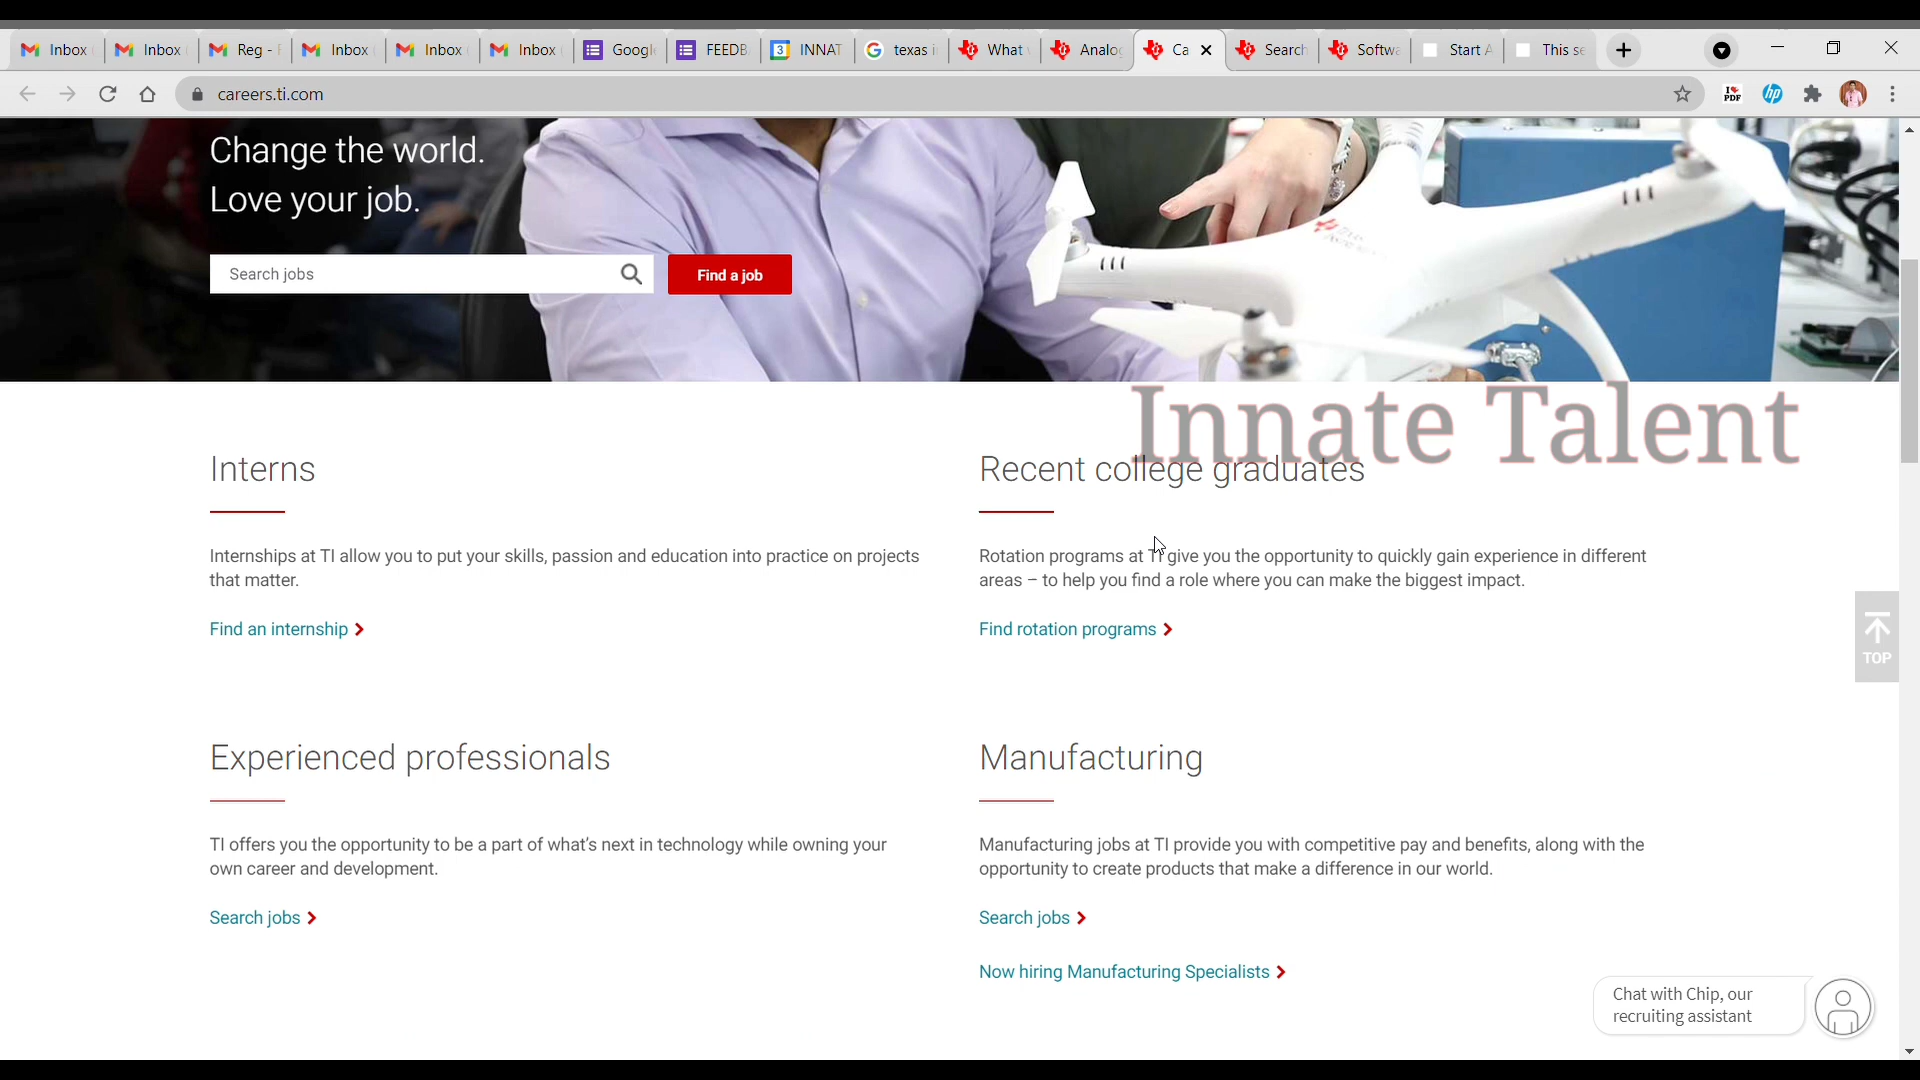 Inbox
Inbox
Reg -
Inbox
Inbox
Inbox
Googl
FEEDB
3
INNAT
texas i
What
Analo
Ca
Search
Softwa
Start A
This se
careers.ti.com
I
PDF
hp
Change the world.
Love your job.
Search jobs
Find a job
Innate Talent
Interns
Internships at TI allow you to put your skills, passion and education into practice on projects
that matter.
Find an internship
Recent college graduates
Rotation programs at TI give you the opportunity to quickly gain experience in different
areas – to help you find a role where you can make the biggest impact.
Find rotation programs
TOP
Experienced professionals
TI offers you the opportunity to be a part of what's next in technology while owning your
own career and development.
Search jobs
Manufacturing
Manufacturing jobs at TI provide you with competitive pay and benefits, along with the
opportunity to create products that make a difference in our world.
Search jobs
Now hiring Manufacturing Specialists
Chat with Chip, our
recruiting assistant